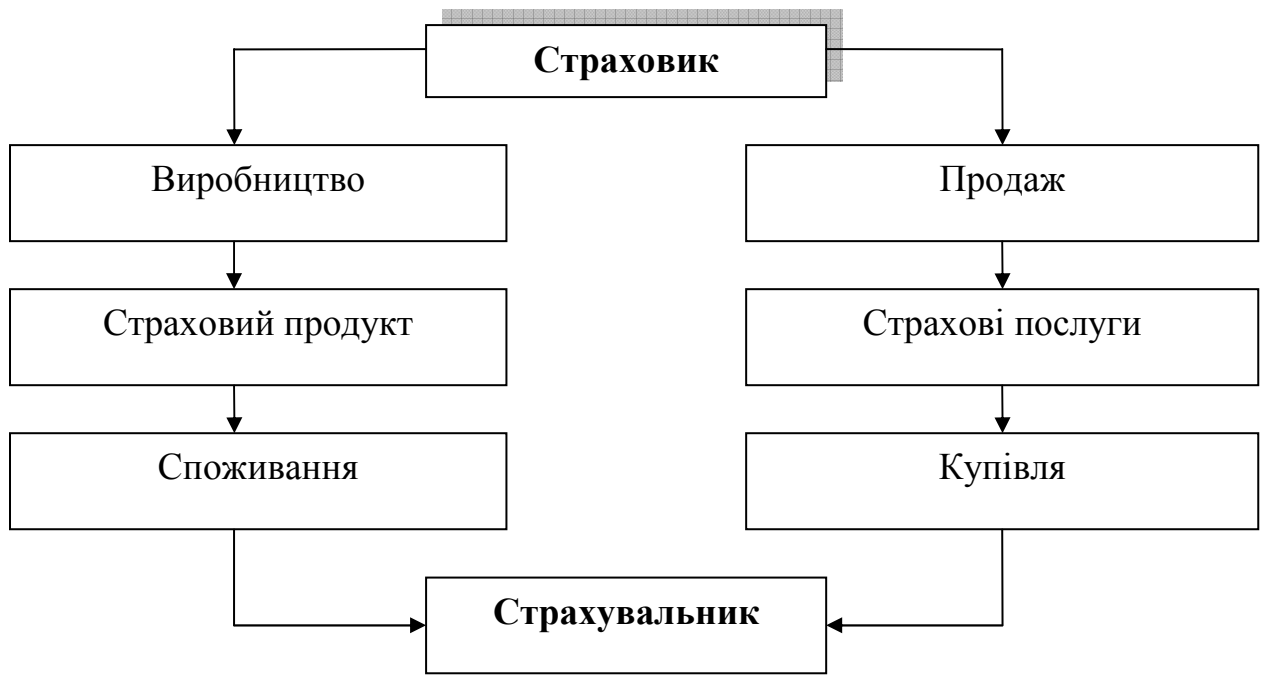 Страховик
Виробництво
Продаж
Страховий продукт
Страхові послуги
Споживання
Купівля
Страхувальник